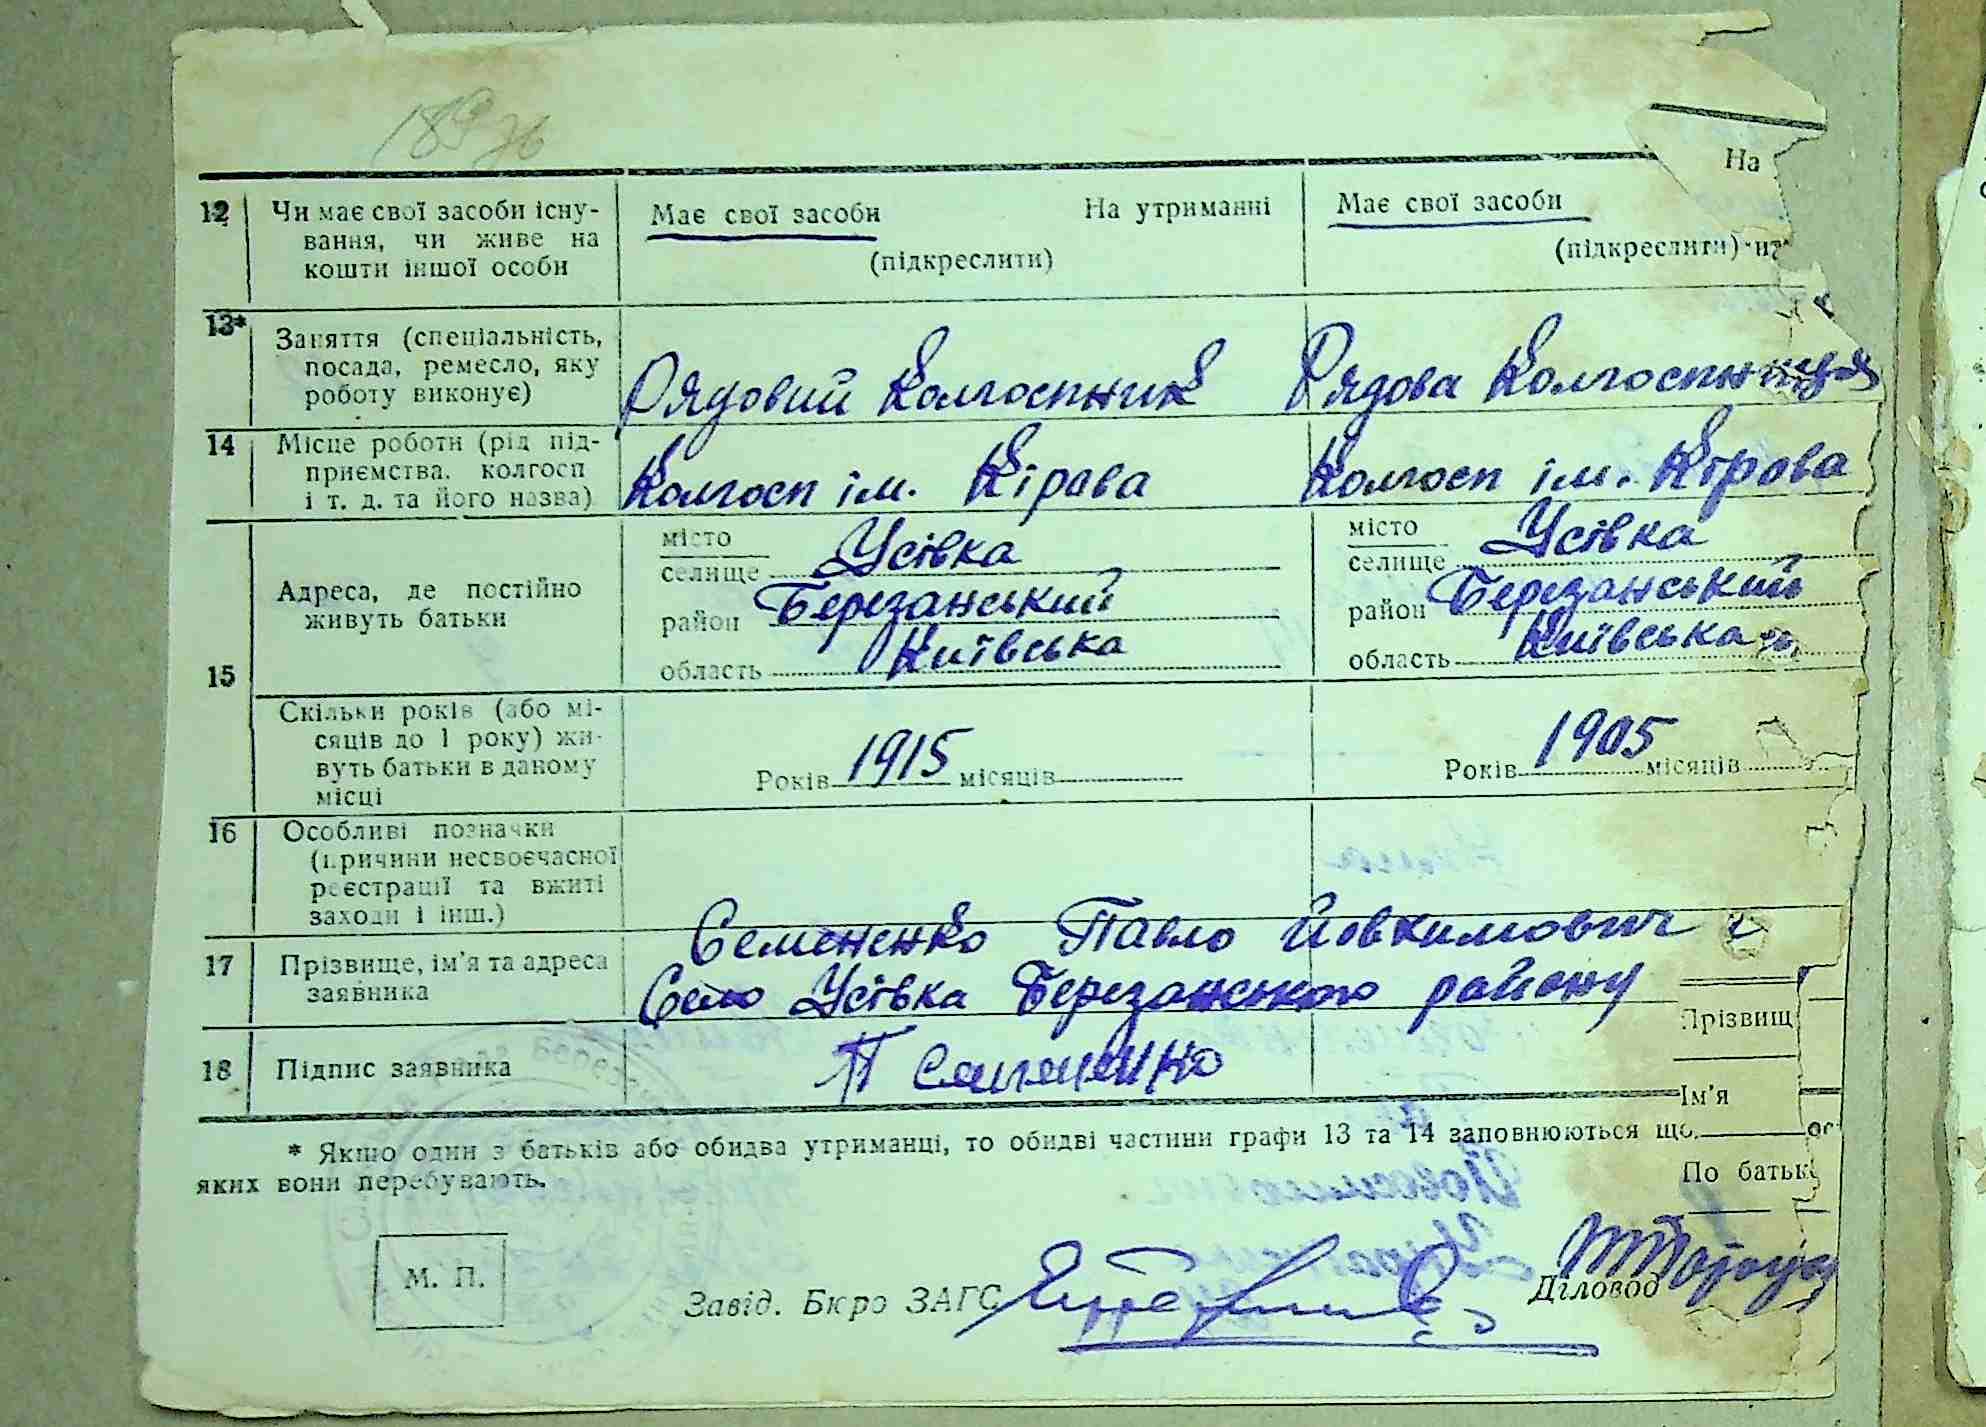 189 зв
На
12 Чи має свої засоби існу- Має свої засоби На утриманні Має свої засоби
вання, чи живе на
кошти іншої особи (підкреслити) (підкреслити)
13* Заняття (спеціальність,
посада, ремесло, яку
роботу виконує) Рядовий Колгоспник Рядова Колгоспниця
14 Місце роботи (рід під-
приємства, колгосп
і т. д. та його назва) Колгосп ім. Кірова Колгосп ім. Кірова
місто місто
селище Усівка селище Усівка
15 Адреса, де постійно
живуть батьки район Березанський район Березанський
область Київська область Київська
Скільки років (або мі-
сяців до 1 року) жи-
вуть батьки в даному
місці Років 1915 місяців Років 1905 місяців
16 Особливі позначки
(причини несвоєчасної
реєстрації та вжиті
заходи і інш.)
17 Прізвище, ім'я та адреса
заявника Семененко Павло Йовхимович
Село Усівка Березанського району
Прізвищ
18 Підпис заявника П Семененко
Ім'я
* Якщо один з батьків або обидва утриманці, то обидві частини графи 13 та 14 заповнюються що
яких вони перебувають.
По батьк
М. П.
Завід. Бюро ЗАГС Діловод